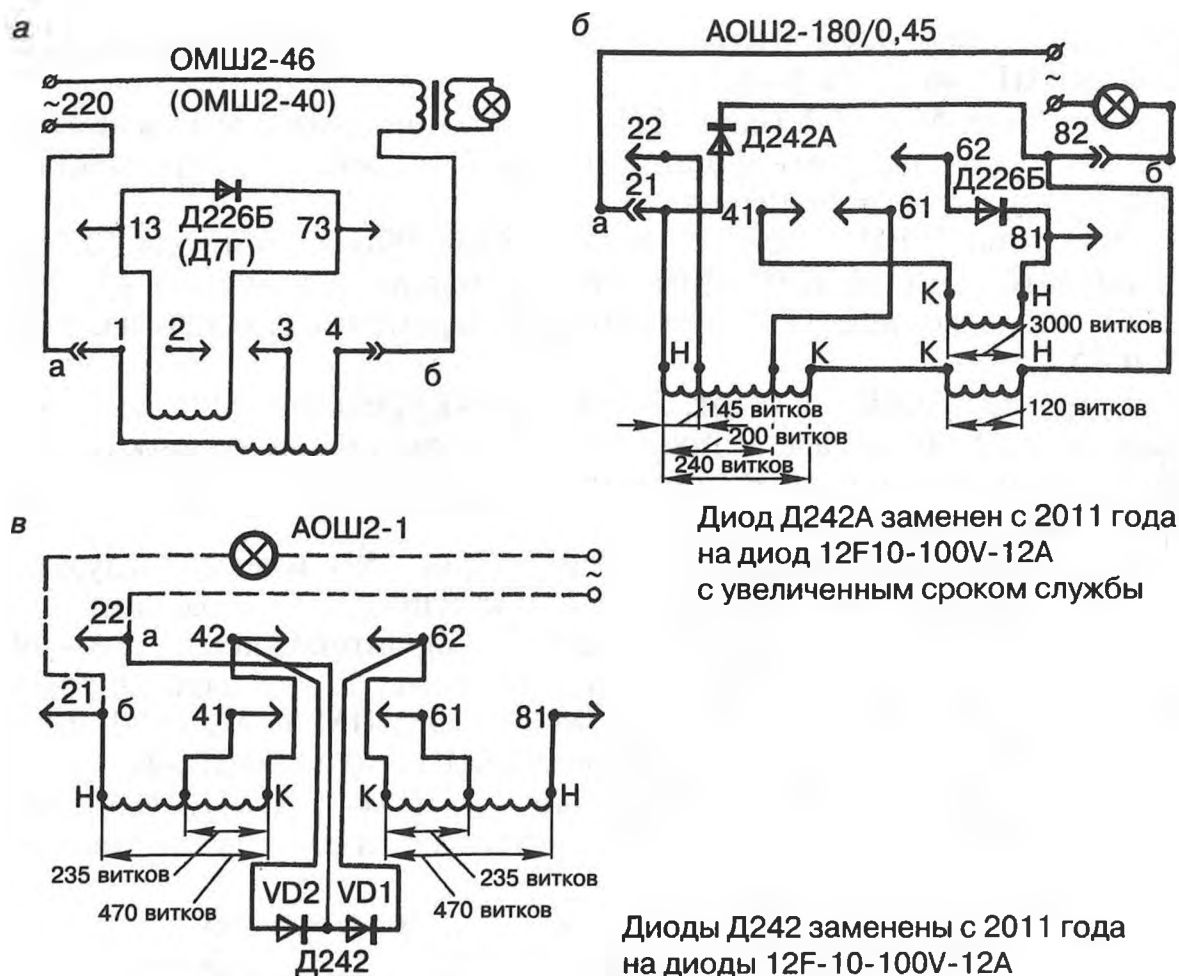 а
ОМШ2-46
(ОМШ2-40)
~220
Д226Б
(Д7Г)
13
73
1
2
3
4
а
б
б
АОШ2-180/0,45
~
22
Д242А
62
82
21
Д226Б
б
а
41
61
81
К
Н
3000 витков
Н
К
К
Н
145 витков
120 витков
200 витков
240 витков
Диод Д242А заменен с 2011 года
на диод 12F10-100V-12A
с увеличенным сроком службы
в
АОШ2-1
~
22
а
42
62
21
б
41
61
81
Н
К
К
Н
235 витков
235 витков
470 витков
470 витков
VD2
VD1
Д242
Диоды Д242 заменены с 2011 года
на диоды 12F-10-100V-12A